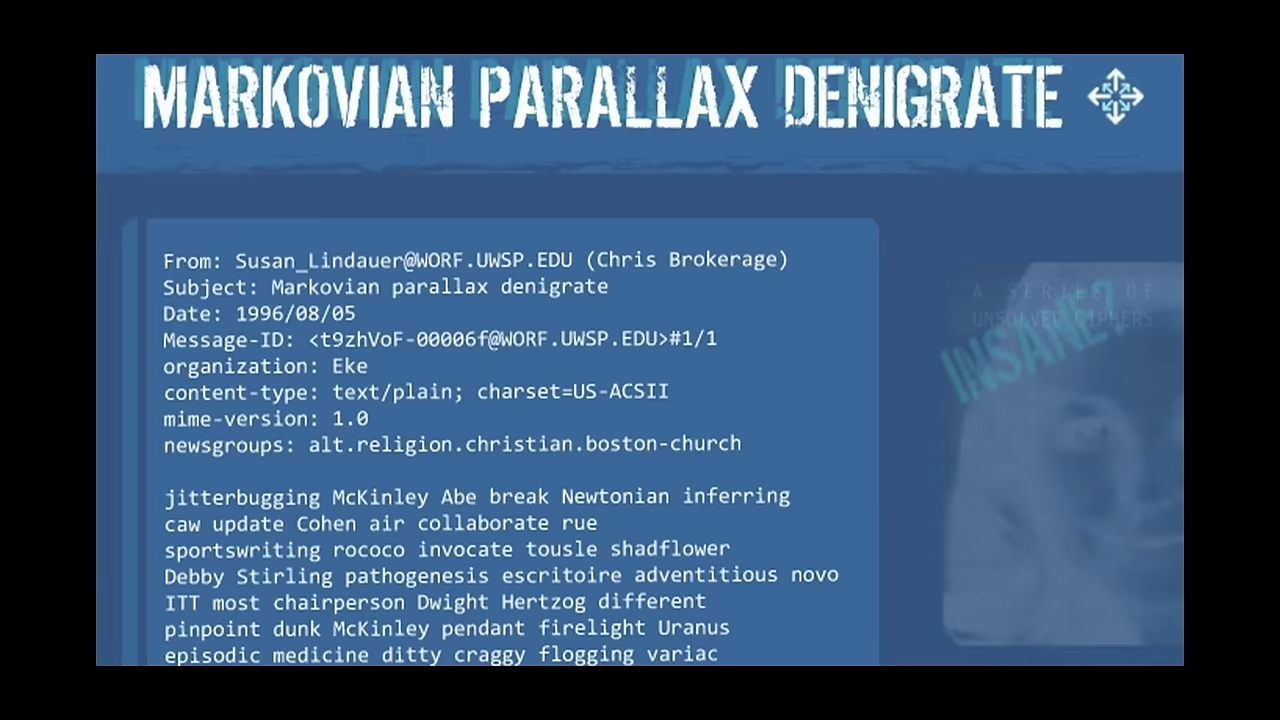 MARKOVIAN PARALLAX DENIGRATE
From: Susan_Lindauer@WORF.UWSP.EDU (Chris Brokerage)
Subject: Markovian parallax denigrate
Date: 1996/08/05
Message-ID: <t9zhVoF-00006f@WORF.UWSP.EDU>#1/1
organization: Eke
content-type: text/plain; charset=US-ACSII
mime-version: 1.0
newsgroups: alt.religion.christian.boston-church
jitterbugging McKinley Abe break Newtonian inferring
caw update Cohen air collaborate rue
sportswriting rococo invocate tousle shadflower
Debby Stirling pathogenesis escritoire adventitious novo
ITT most chairperson Dwight Hertzog different
pinpoint dunk McKinley pendant firelight Uranus
episodic medicine ditty craggy flogging variac
A SERIES OF
UNSOLVED CIPHERS
INSANE?